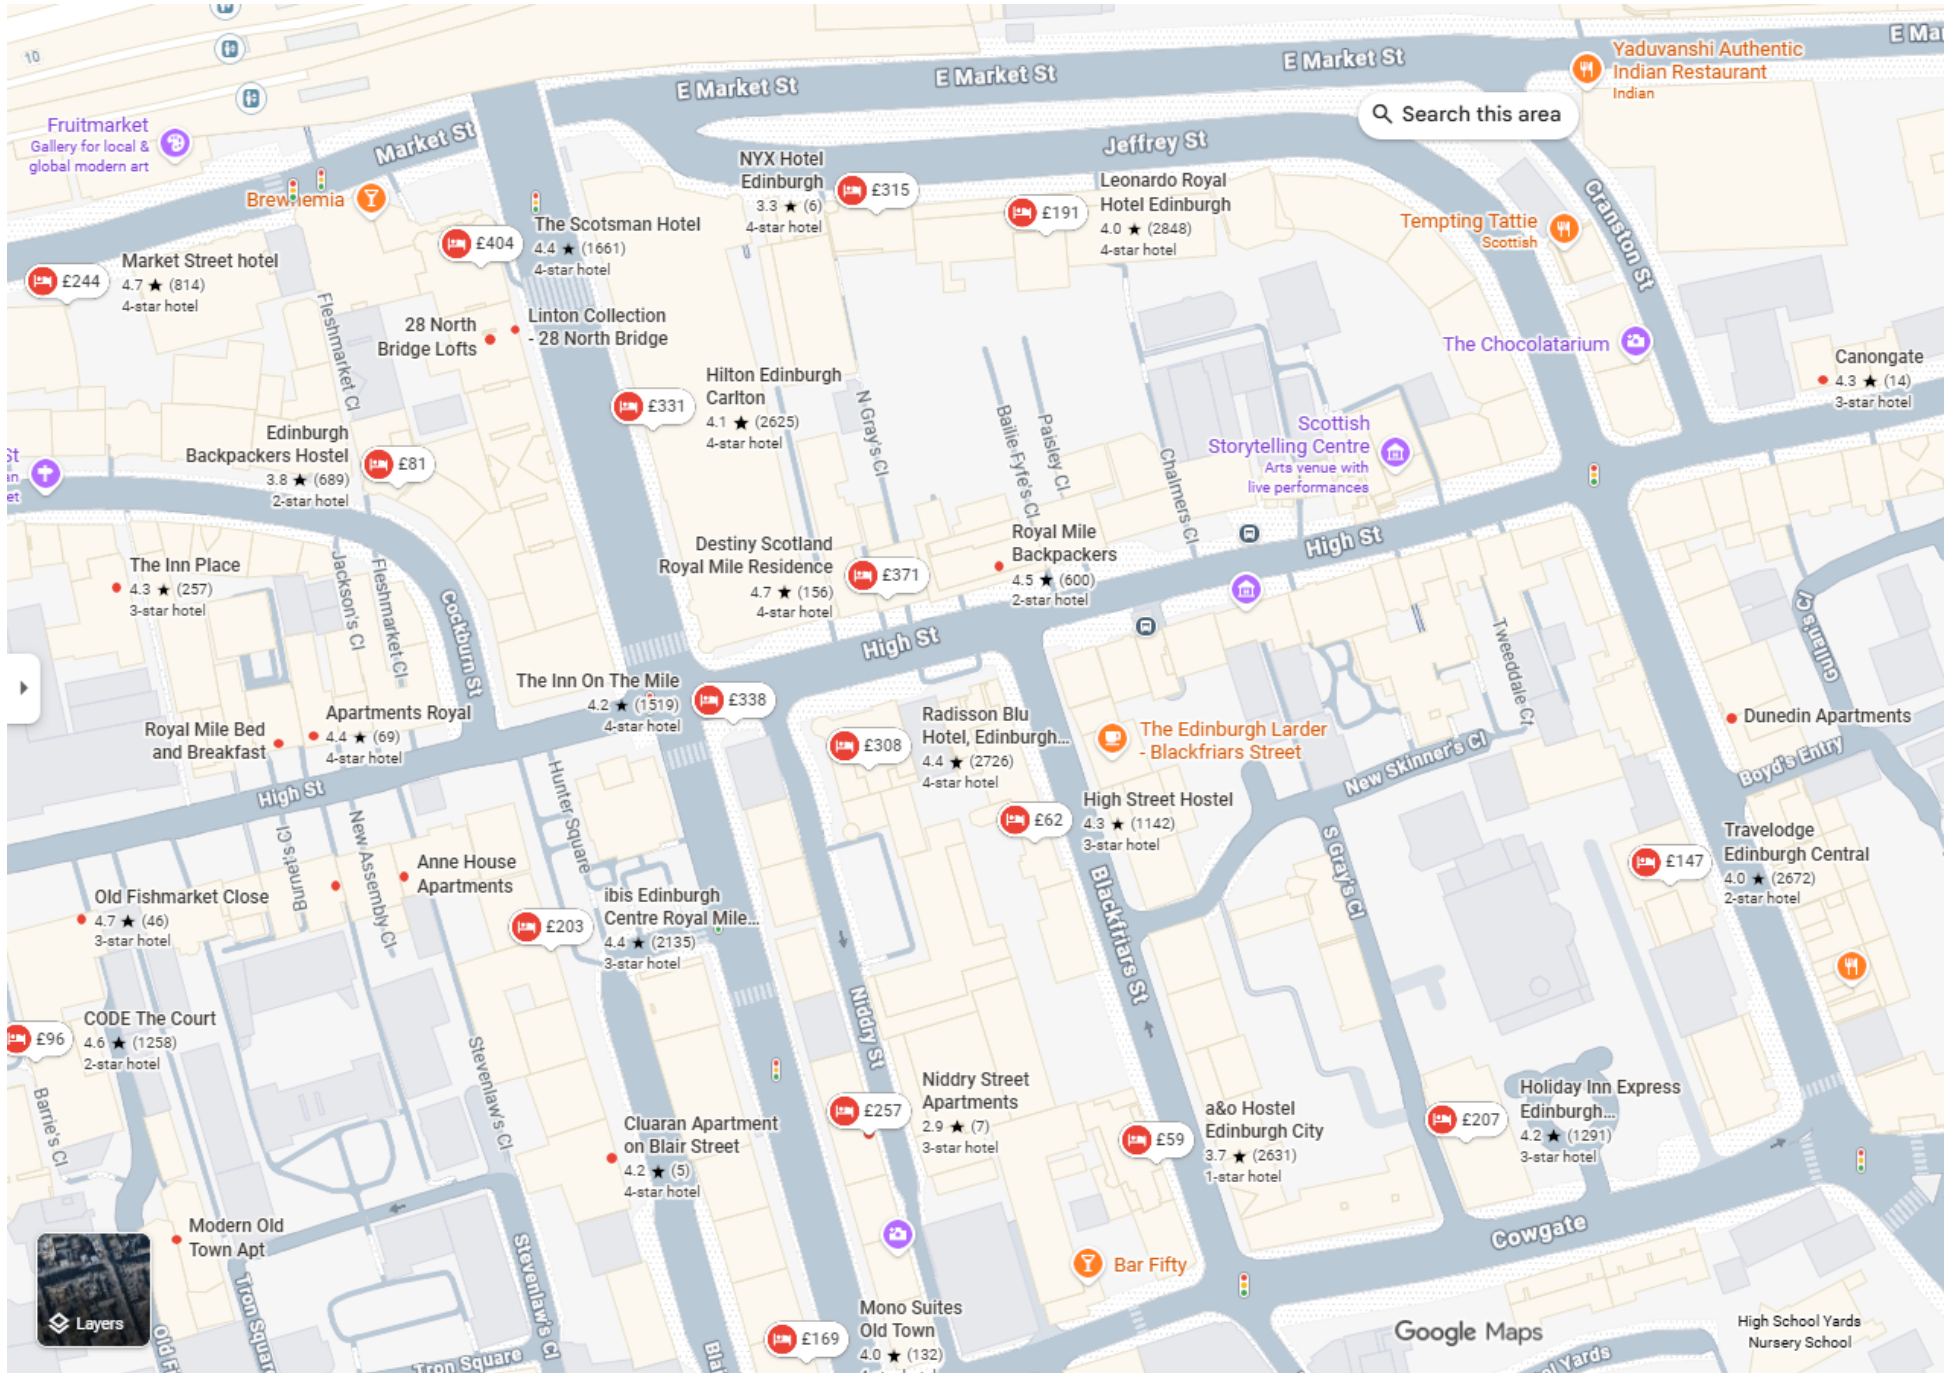 10
E Market St
E Market St
E Market St
E Mar
Yaduvanshi Authentic
Indian Restaurant
Indian
Search this area
Fruitmarket
Gallery for local &
global modern art
Market St
Jeffrey St
Brewhemia
NYX Hotel
Edinburgh
3.3 ★ (6)
4-star hotel
£315
£191
Leonardo Royal
Hotel Edinburgh
4.0 ★ (2848)
4-star hotel
Cranston St
Tempting Tattie
Scottish
£404
The Scotsman Hotel
4.4 ★ (1661)
4-star hotel
£244
Market Street hotel
4.7 ★ (814)
4-star hotel
Fleshmarket Cl
28 North
Bridge Lofts
Linton Collection
- 28 North Bridge
The Chocolatarium
Canongate
4.3 ★ (14)
3-star hotel
£331
Hilton Edinburgh
Carlton
4.1 ★ (2625)
4-star hotel
N Gray's Cl
Bailie Fyfe's Cl
Paisley Cl
Chalmers Cl
Scottish
Storytelling Centre
Arts venue with
live performances
St
an
et
Edinburgh
Backpackers Hostel
3.8 ★ (689)
2-star hotel
£81
The Inn Place
4.3 ★ (257)
3-star hotel
Jackson's Cl
Fleshmarket Cl
Cockburn St
Destiny Scotland
Royal Mile Residence
4.7 ★ (156)
4-star hotel
£371
Royal Mile
Backpackers
4.5 ★ (600)
2-star hotel
High St
High St
Tweeddale Ct
Gullan's Cl
The Inn On The Mile
4.2 ★ (1519)
4-star hotel
£338
Royal Mile Bed
and Breakfast
Apartments Royal
4.4 ★ (69)
4-star hotel
£308
Radisson Blu
Hotel, Edinburgh...
4.4 ★ (2726)
4-star hotel
The Edinburgh Larder
- Blackfriars Street
New Skinner's Cl
Dunedin Apartments
Boyd's Entry
High St
Hunter Square
£62
High Street Hostel
4.3 ★ (1142)
3-star hotel
S Gray's Cl
£147
Travelodge
Edinburgh Central
4.0 ★ (2672)
2-star hotel
Burnet's Cl
New Assembly Cl
Anne House
Apartments
Old Fishmarket Close
4.7 ★ (46)
3-star hotel
£203
ibis Edinburgh
Centre Royal Mile...
4.4 ★ (2135)
3-star hotel
Blackfriars St
Niddry St
£96
CODE The Court
4.6 ★ (1258)
2-star hotel
Barrie's Cl
Stevenlaw's Cl
£257
Niddry Street
Apartments
2.9 ★ (7)
3-star hotel
Cluaran Apartment
on Blair Street
4.2 ★ (5)
4-star hotel
£59
a&o Hostel
Edinburgh City
3.7 ★ (2631)
1-star hotel
£207
Holiday Inn Express
Edinburgh...
4.2 ★ (1291)
3-star hotel
Modern Old
Town Apt
Layers
Tron Square
Old Fi
Stevenlaw's Cl
Tron Square
Blai
Bar Fifty
Cowgate
£169
Mono Suites
Old Town
4.0 ★ (132)
Google Maps
High School Yards
Nursery School
ol Yards